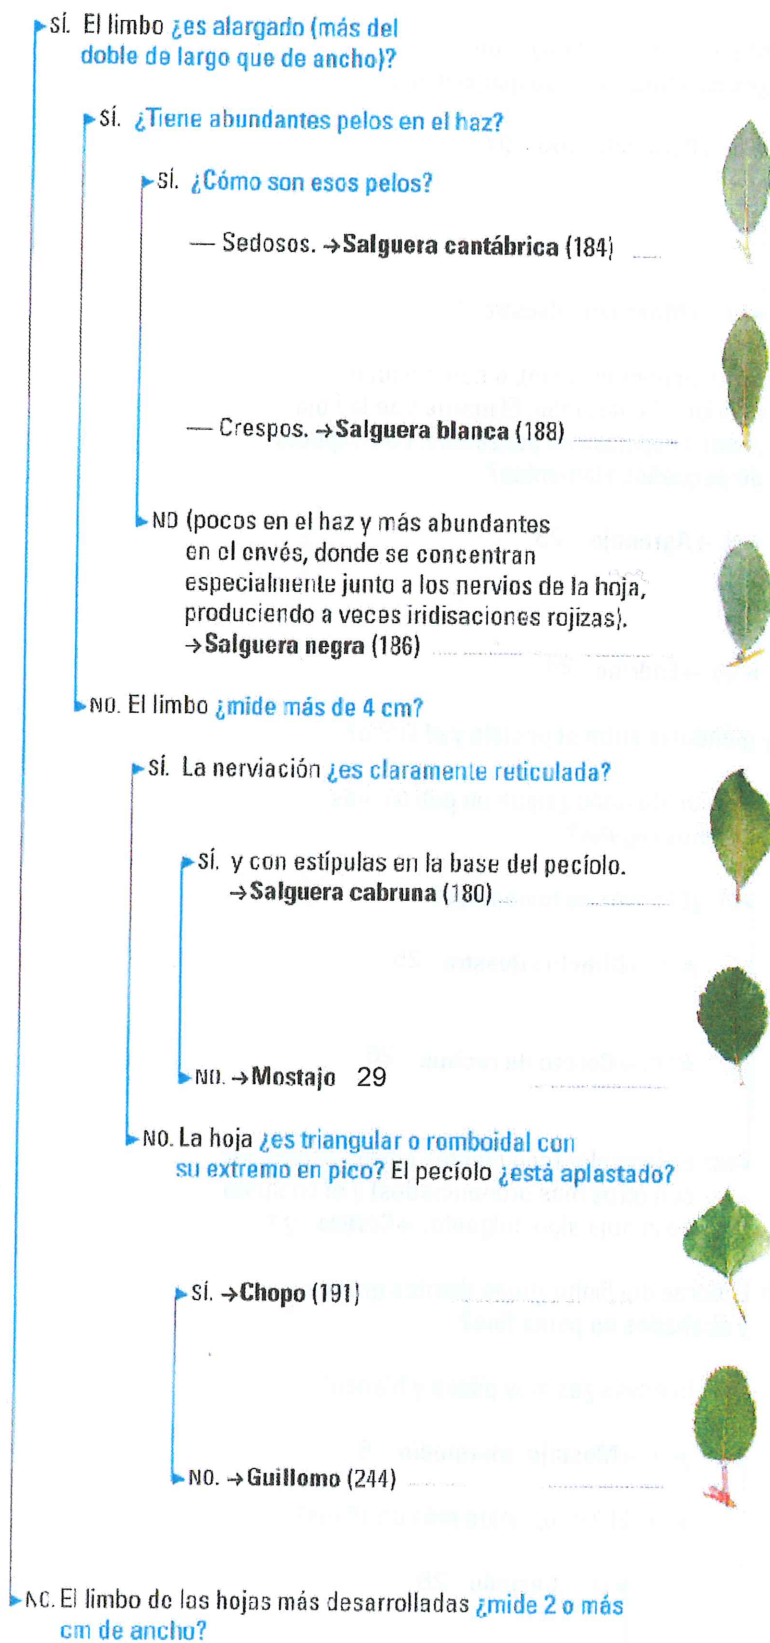 SÍ. El limbo ¿es alargado (más del
doble de largo que de ancho)?
SÍ. ¿Tiene abundantes pelos en el haz?
SÍ. ¿Cómo son esos pelos?
— Sedosos. →Salguera cantábrica (184)
— Crespos. →Salguera blanca (188)
NO (pocos en el haz y más abundantes
en el envés, donde se concentran
especialmente junto a los nervios de la hoja,
produciendo a veces iridisaciones rojizas).
→Salguera negra (186)
NO. El limbo ¿mide más de 4 cm?
SÍ. La nerviación ¿es claramente reticulada?
SÍ. y con estípulas en la base del pecíolo.
→Salguera cabruna (180)
NO. →Mostajo 29
NO. La hoja ¿es triangular o romboidal con
su extremo en pico? El pecíolo ¿está aplastado?
SÍ. →Chopo (191)
NO. →Guillomo (244)
NO. El limbo de las hojas más desarrolladas ¿mide 2 o más
cm de ancho?